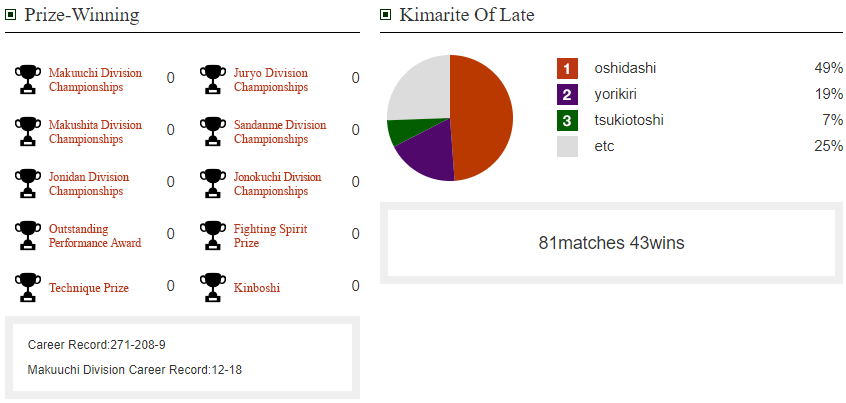 Prize-Winning
Makuuchi Division
Championships
0
Juryo Division
Championships
0
Makushita Division
Championships
0
Sandanme Division
Championships
0
Jonidan Division
Championships
0
Jonokuchi Division
Championships
0
Outstanding
Performance Award
0
Fighting Spirit
Prize
0
Technique Prize
0
Kinboshi
0
Career Record:271-208-9
Makuuchi Division Career Record:12-18
Kimarite Of Late
1 oshidashi 49%
2 yorikiri 19%
3 tsukiotoshi 7%
etc 25%
81matches 43wins